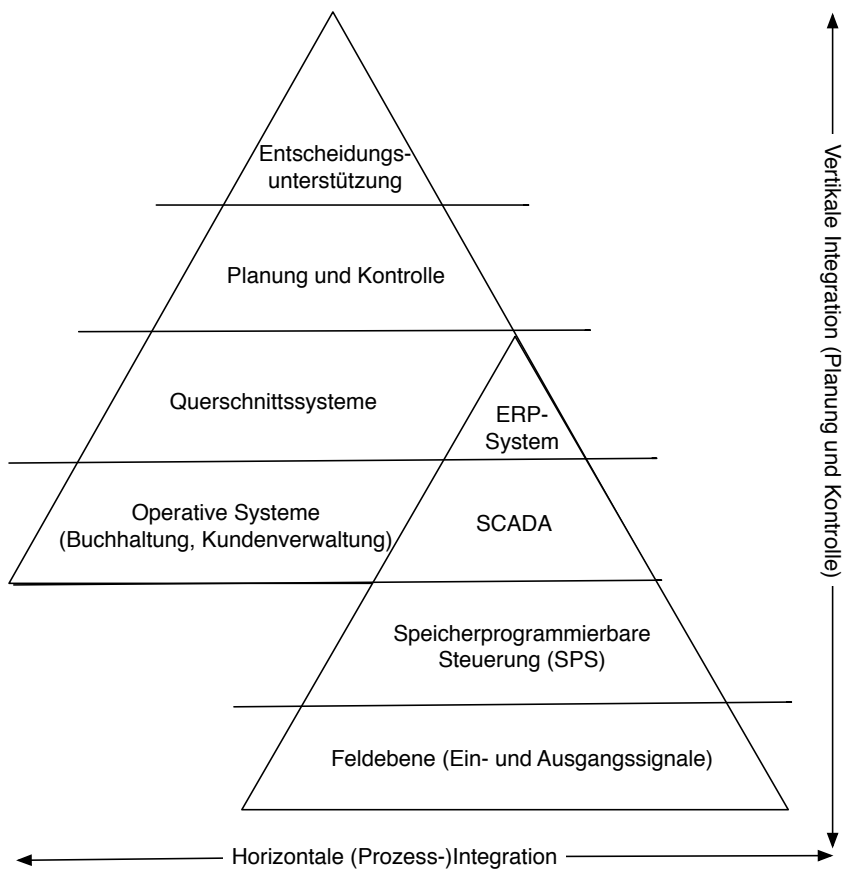 Entscheidungs-
unterstützung
Planung und Kontrolle
Querschnittssysteme
ERP-
System
Operative Systeme
(Buchhaltung, Kundenverwaltung)
SCADA
Speicherprogrammierbare
Steuerung (SPS)
Feldebene (Ein- und Ausgangssignale)
Horizontale (Prozess-)Integration
Vertikale Integration (Planung und Kontrolle)